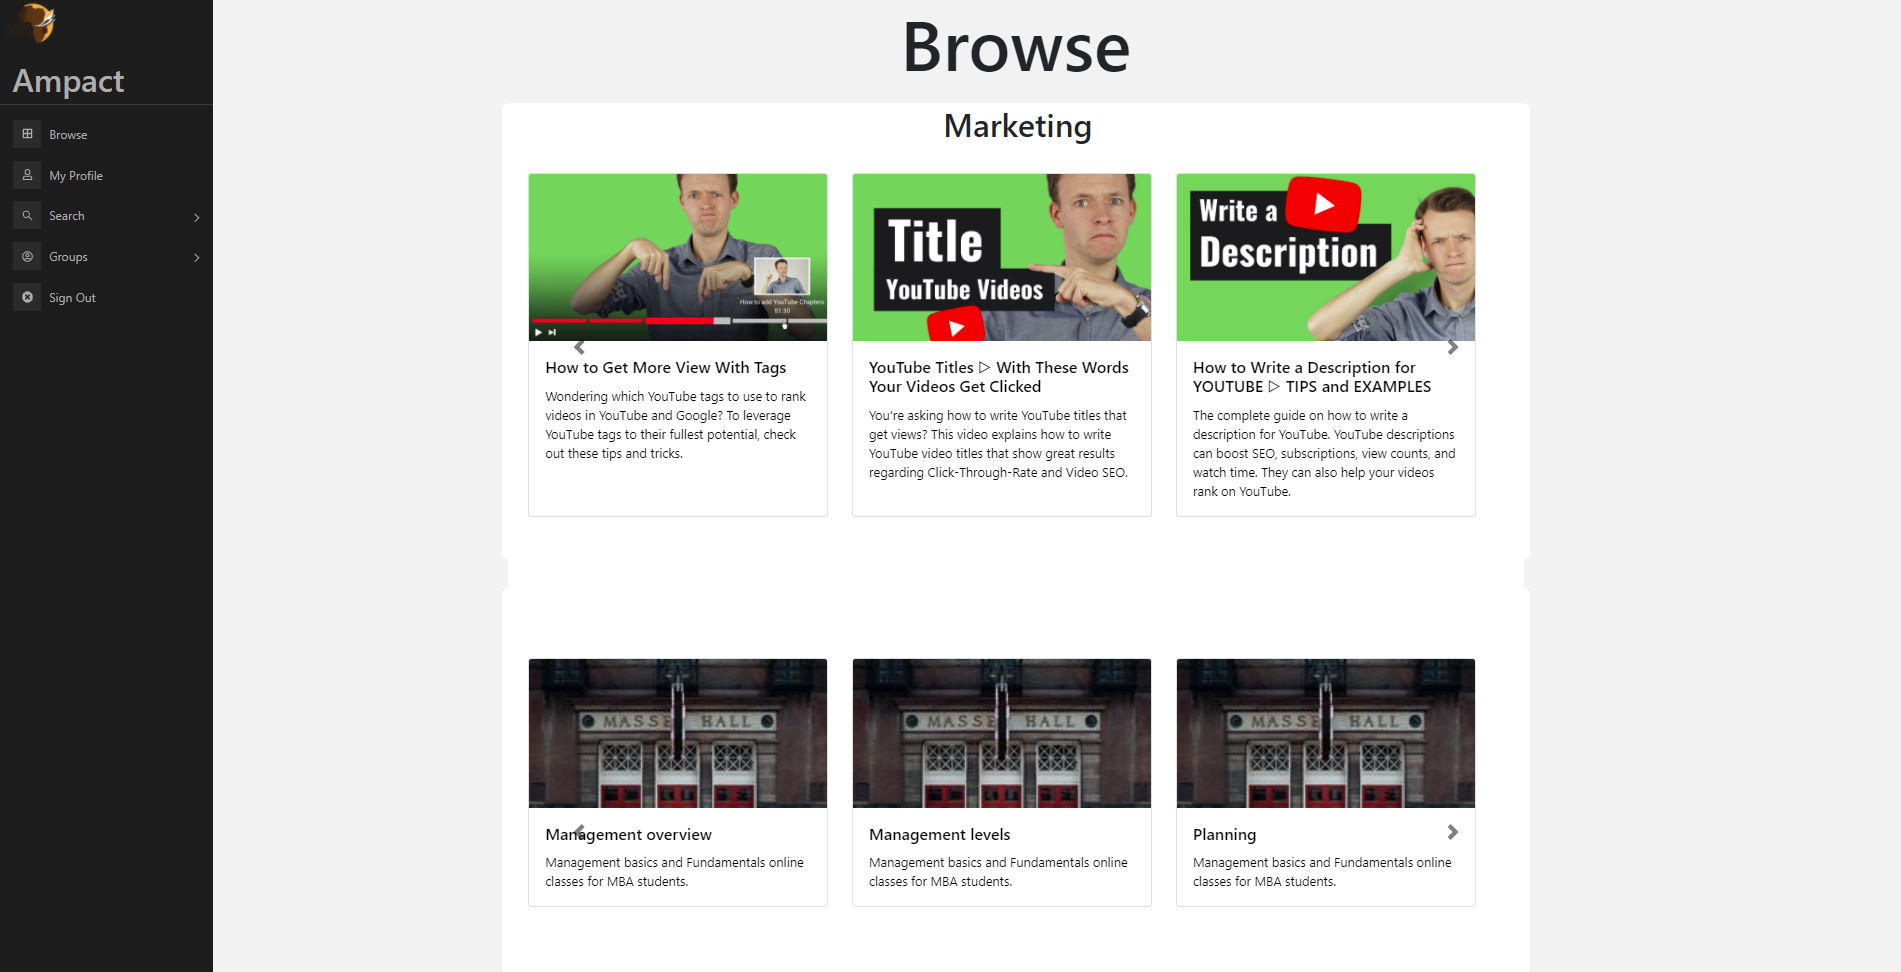 Ampact
Browse
My Profile
Search
Groups
Sign Out
Browse
Marketing
How to add YouTube Chapters
01:30
How to Get More View With Tags
Wondering which YouTube tags to use to rank
videos in YouTube and Google? To leverage
YouTube tags to their fullest potential, check
out these tips and tricks.
Title
YouTube Videos
YouTube Titles ▷ With These Words
Your Videos Get Clicked
You're asking how to write YouTube titles that
get views? This video explains how to write
YouTube video titles that show great results
regarding Click-Through-Rate and Video SEO.
Write a
Description
How to Write a Description for
YOUTUBE ▷ TIPS and EXAMPLES
The complete guide on how to write a
description for YouTube. YouTube descriptions
can boost SEO, subscriptions, view counts, and
watch time. They can also help your videos
rank on YouTube.
MASSE HALL
Management overview
Management basics and Fundamentals online
classes for MBA students.
MASSE HALL
Management levels
Management basics and Fundamentals online
classes for MBA students.
MASSE HALL
Planning
Management basics and Fundamentals online
classes for MBA students.